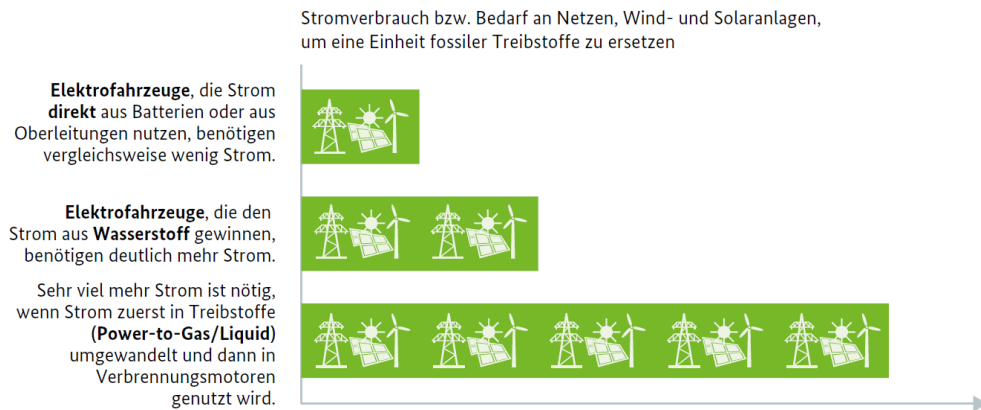 Stromverbrauch bzw. Bedarf an Netzen, Wind- und Solaranlagen,
um eine Einheit fossiler Treibstoffe zu ersetzen
Elektrofahrzeuge, die Strom
direkt aus Batterien oder aus
Oberleitungen nutzen, benötigen
vergleichsweise wenig Strom.
Elektrofahrzeuge, die den
Strom aus Wasserstoff gewinnen,
benötigen deutlich mehr Strom.
Sehr viel mehr Strom ist nötig,
wenn Strom zuerst in Treibstoffe
(Power-to-Gas/Liquid)
umgewandelt und dann in
Verbrennungsmotoren
genutzt wird.